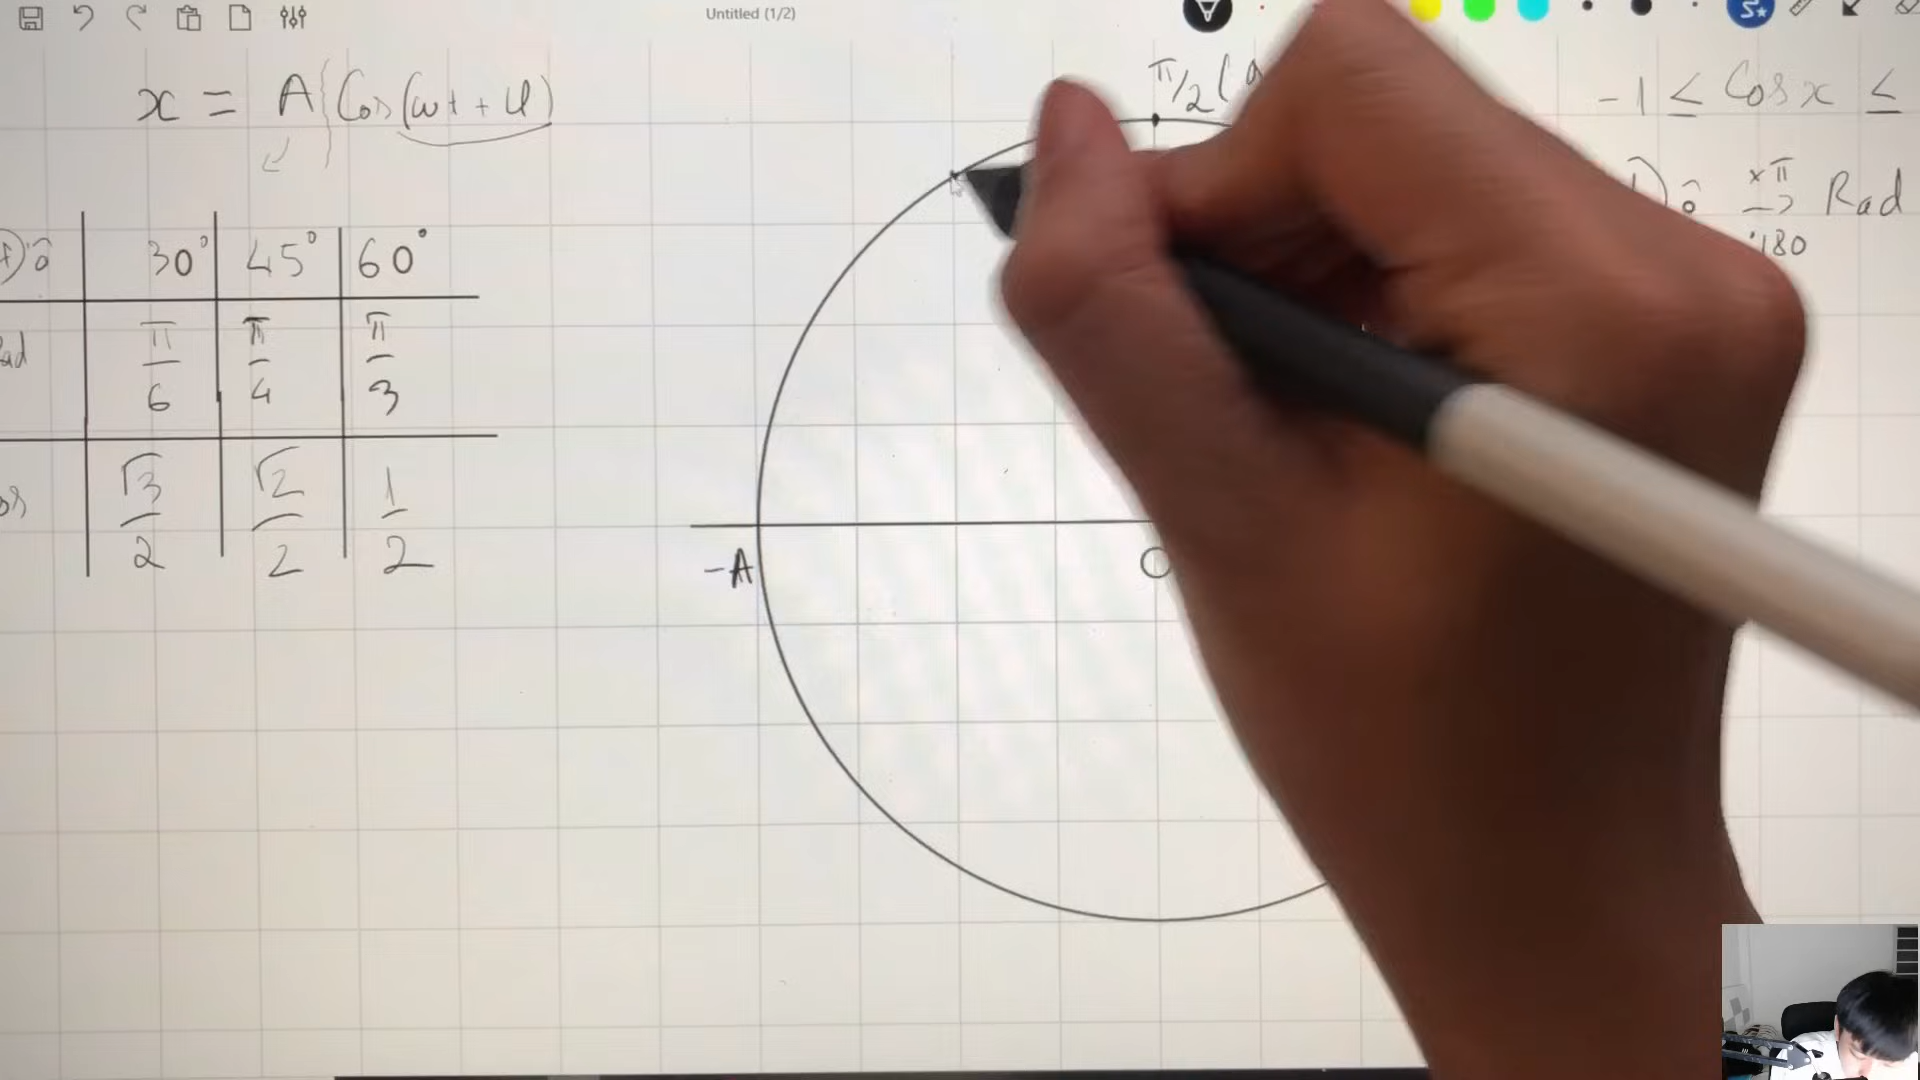 Untitled (1/2)
x = A Cos(ωt + φ)
π/2 (
-1 ≤ Cos x ≤
×π
→ Rad
:180
30° 45° 60°
π/6 π/4 π/3
√3/2 √2/2 1/2
-A
O